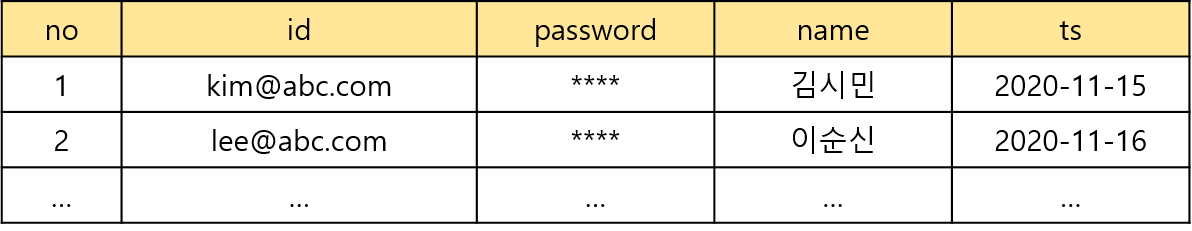 no id password name ts
1 kim@abc.com **** 김시민 2020-11-15
2 lee@abc.com **** 이순신 2020-11-16
... ... ... ... ...